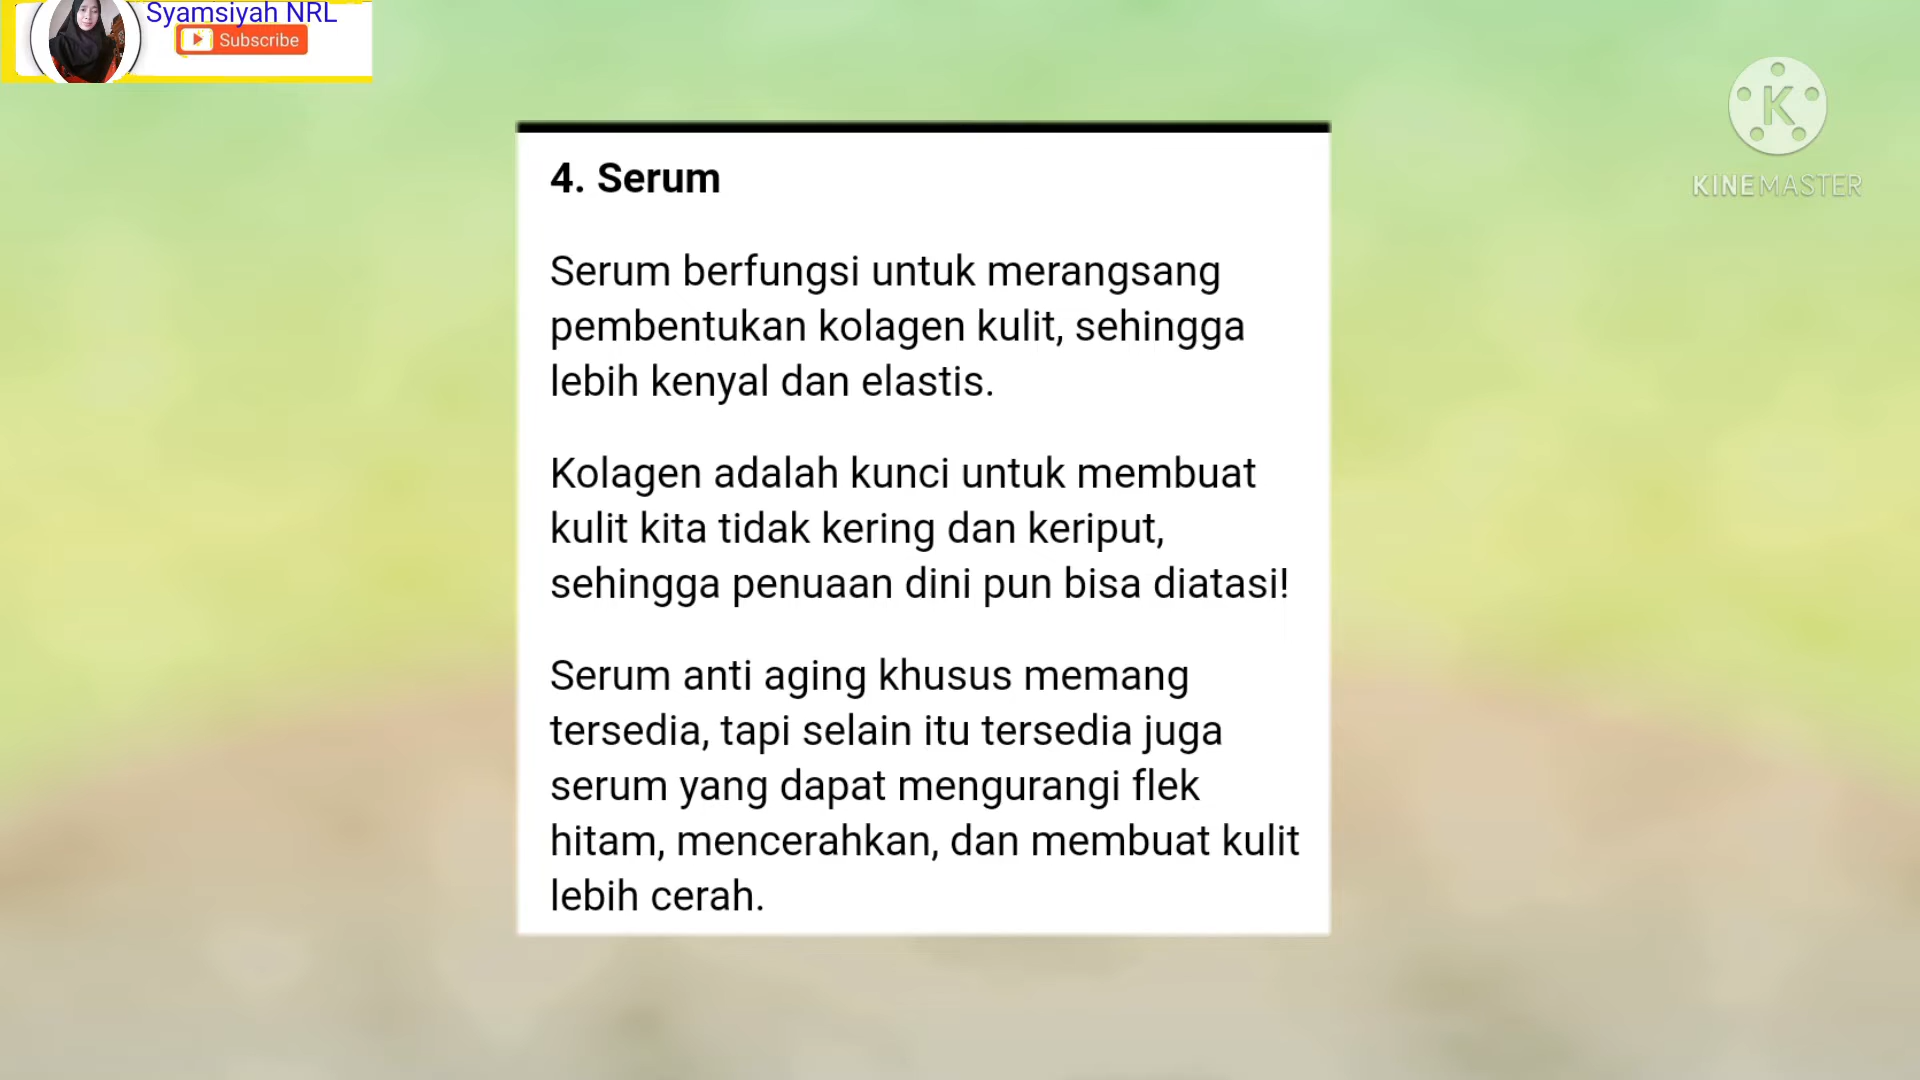 Syamsiyah NRL
Subscribe
K
KINEMASTER
4. Serum
Serum berfungsi untuk merangsang
pembentukan kolagen kulit, sehingga
lebih kenyal dan elastis.
Kolagen adalah kunci untuk membuat
kulit kita tidak kering dan keriput,
sehingga penuaan dini pun bisa diatasi!
Serum anti aging khusus memang
tersedia, tapi selain itu tersedia juga
serum yang dapat mengurangi flek
hitam, mencerahkan, dan membuat kulit
lebih cerah.